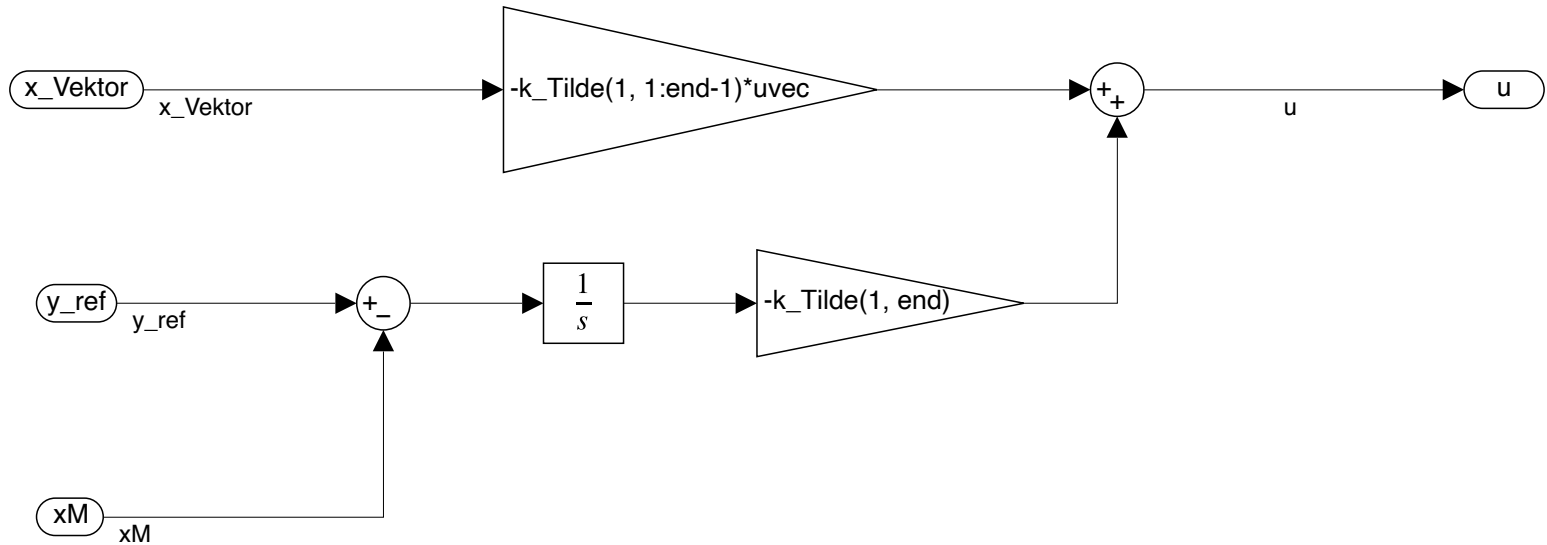 x_Vektor
x_Vektor
-k_Tilde(1, 1:end-1)*uvec
+
+
u
u
y_ref
y_ref
+
−
1
s
-k_Tilde(1, end)
xM
xM